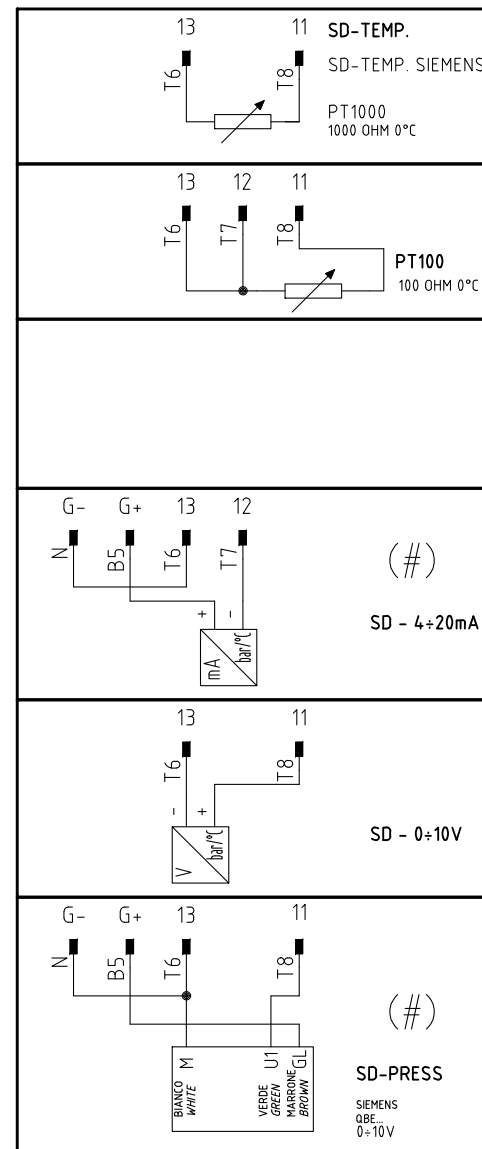 13 11 SD-TEMP.
T6 T8 SD-TEMP. SIEMENS
PT1000
1000 OHM 0°C
13 12 11
T6 T7 T8
PT100
100 OHM 0°C
G- G+ 13 12
N B5 T6 T7
(#)
+ -
mA bar/°C
SD - 4÷20mA
13 11
T6 T8
- +
V bar/°C
SD - 0÷10V
G- G+ 13 11
N B5 T6 T8
(#)
M U1 GL
BIANCO VERDE MARRONE
WHITE GREEN BROWN
SD-PRESS
SIEMENS
QBE...
0÷10V